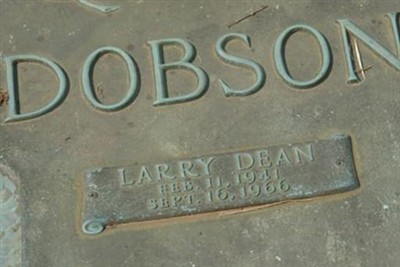 DOBSON
LARRY DEAN
FEB. 11, 1941
SEPT. 16, 1966